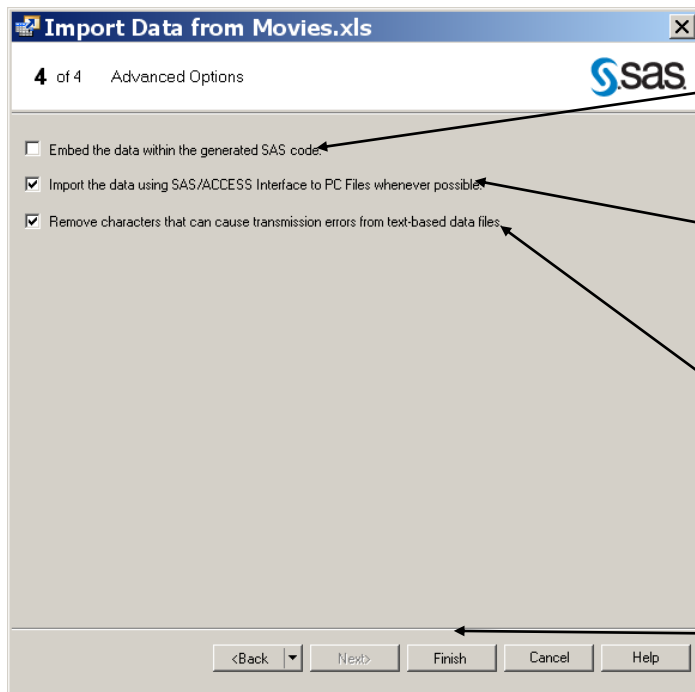 Import Data from Movies.xls
4 of 4 Advanced Options
sas
Embed the data within the generated SAS code.
Import the data using SAS/ACCESS Interface to PC Files whenever possible.
Remove characters that can cause transmission errors from text-based data files.
<Back Next> Finish Cancel Help